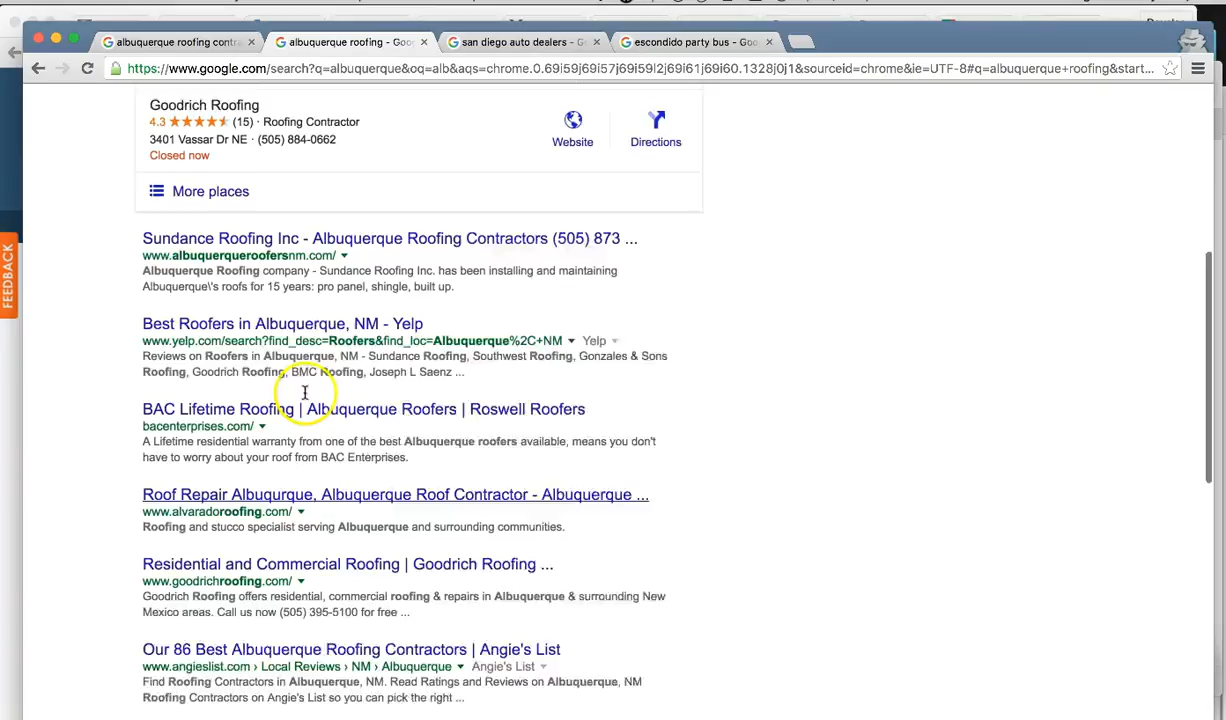 albuquerque roofing contra
albuquerque roofing - Goo
san diego auto dealers - G
escondido party bus - Goo
https://www.google.com/search?q=albuquerque&oq=alb&aqs=chrome.0.69i59j69i57j69i59l2j69i61j69i60.1328j0j1&sourceid=chrome&ie=UTF-8#q=albuquerque+roofing&start...
FEEDBACK
Goodrich Roofing
4.3 ★★★★★ (15) · Roofing Contractor
3401 Vassar Dr NE · (505) 884-0662
Closed now
Website
Directions
More places
Sundance Roofing Inc - Albuquerque Roofing Contractors (505) 873 ...
www.albuquerqueroofersnm.com/
Albuquerque Roofing company - Sundance Roofing Inc. has been installing and maintaining
Albuquerque\'s roofs for 15 years: pro panel, shingle, built up.
Best Roofers in Albuquerque, NM - Yelp
www.yelp.com/search?find_desc=Roofers&find_loc=Albuquerque%2C+NM Yelp
Reviews on Roofers in Albuquerque, NM - Sundance Roofing, Southwest Roofing, Gonzales & Sons
Roofing, Goodrich Roofing, BMC Roofing, Joseph L Saenz ...
BAC Lifetime Roofing | Albuquerque Roofers | Roswell Roofers
bacenterprises.com/
A Lifetime residential warranty from one of the best Albuquerque roofers available, means you don't
have to worry about your roof from BAC Enterprises.
Roof Repair Albuqurque, Albuquerque Roof Contractor - Albuquerque ...
www.alvaradoroofing.com/
Roofing and stucco specialist serving Albuquerque and surrounding communities.
Residential and Commercial Roofing | Goodrich Roofing ...
www.goodrichroofing.com/
Goodrich Roofing offers residential, commercial roofing & repairs in Albuquerque & surrounding New
Mexico areas. Call us now (505) 395-5100 for free ...
Our 86 Best Albuquerque Roofing Contractors | Angie's List
www.angieslist.com › Local Reviews › NM › Albuquerque Angie's List
Find Roofing Contractors in Albuquerque, NM. Read Ratings and Reviews on Albuquerque, NM
Roofing Contractors on Angie's List so you can pick the right ...